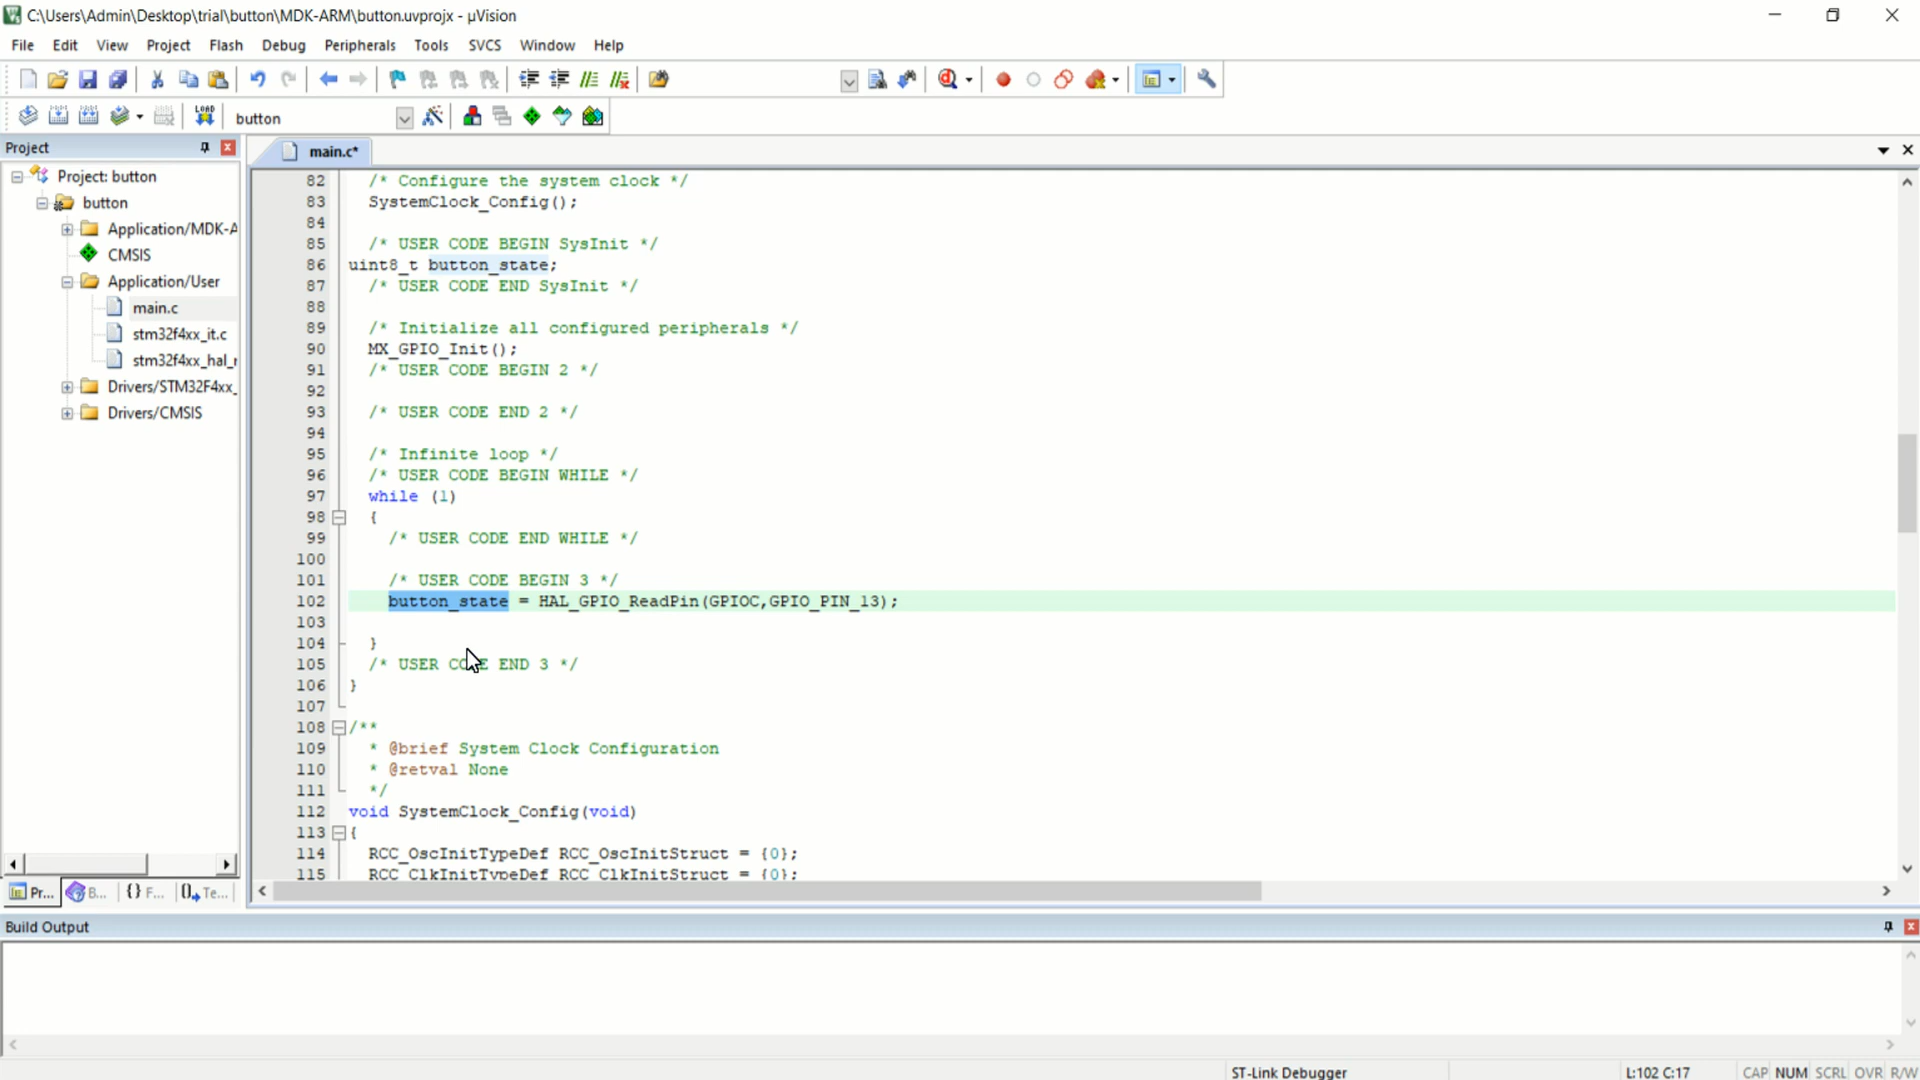 C:\Users\Admin\Desktop\trial\button\MDK-ARM\button.uvprojx - µVision
File Edit View Project Flash Debug Peripherals Tools SVCS Window Help
LOAD button
Project
main.c*
Project: button
button
Application/MDK-A
CMSIS
Application/User
main.c
stm32f4xx_it.c
stm32f4xx_hal_
Drivers/STM32F4xx_
Drivers/CMSIS
Pr... B... {} F... Te...
82 /* Configure the system clock */
83 SystemClock_Config();
84
85 /* USER CODE BEGIN SysInit */
86 uint8_t button_state;
87 /* USER CODE END SysInit */
88
89 /* Initialize all configured peripherals */
90 MX_GPIO_Init();
91 /* USER CODE BEGIN 2 */
92
93 /* USER CODE END 2 */
94
95 /* Infinite loop */
96 /* USER CODE BEGIN WHILE */
97 while (1)
98 {
99 /* USER CODE END WHILE */
100
101 /* USER CODE BEGIN 3 */
102 button_state = HAL_GPIO_ReadPin(GPIOC,GPIO_PIN_13);
103
104 }
105 /* USER CODE END 3 */
106 }
107
108 /**
109 * @brief System Clock Configuration
110 * @retval None
111 */
112 void SystemClock_Config(void)
113 {
114 RCC_OscInitTypeDef RCC_OscInitStruct = {0};
115 RCC_ClkInitTypeDef RCC_ClkInitStruct = {0};
Build Output
ST-Link Debugger L:102 C:17 CAP NUM SCRL OVR R/W